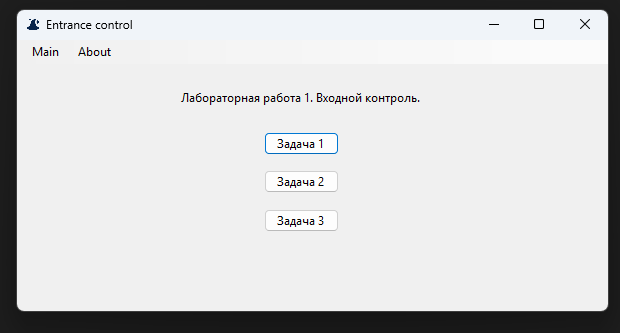 Entrance control
Main About
Лабораторная работа 1. Входной контроль.
Задача 1
Задача 2
Задача 3